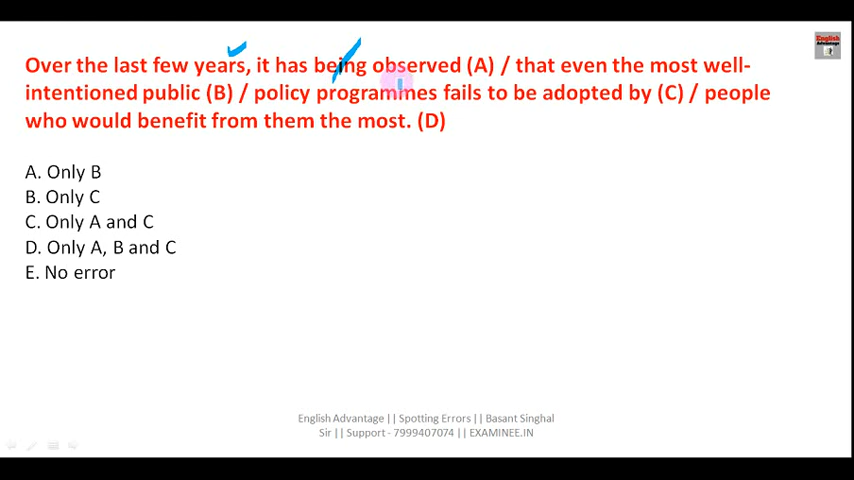 English
Advantage
Over the last few years, it has being observed (A) / that even the most well-
intentioned public (B) / policy programmes fails to be adopted by (C) / people
who would benefit from them the most. (D)
A. Only B
B. Only C
C. Only A and C
D. Only A, B and C
E. No error
English Advantage || Spotting Errors || Basant Singhal
Sir || Support - 7999407074 || EXAMINEE.IN